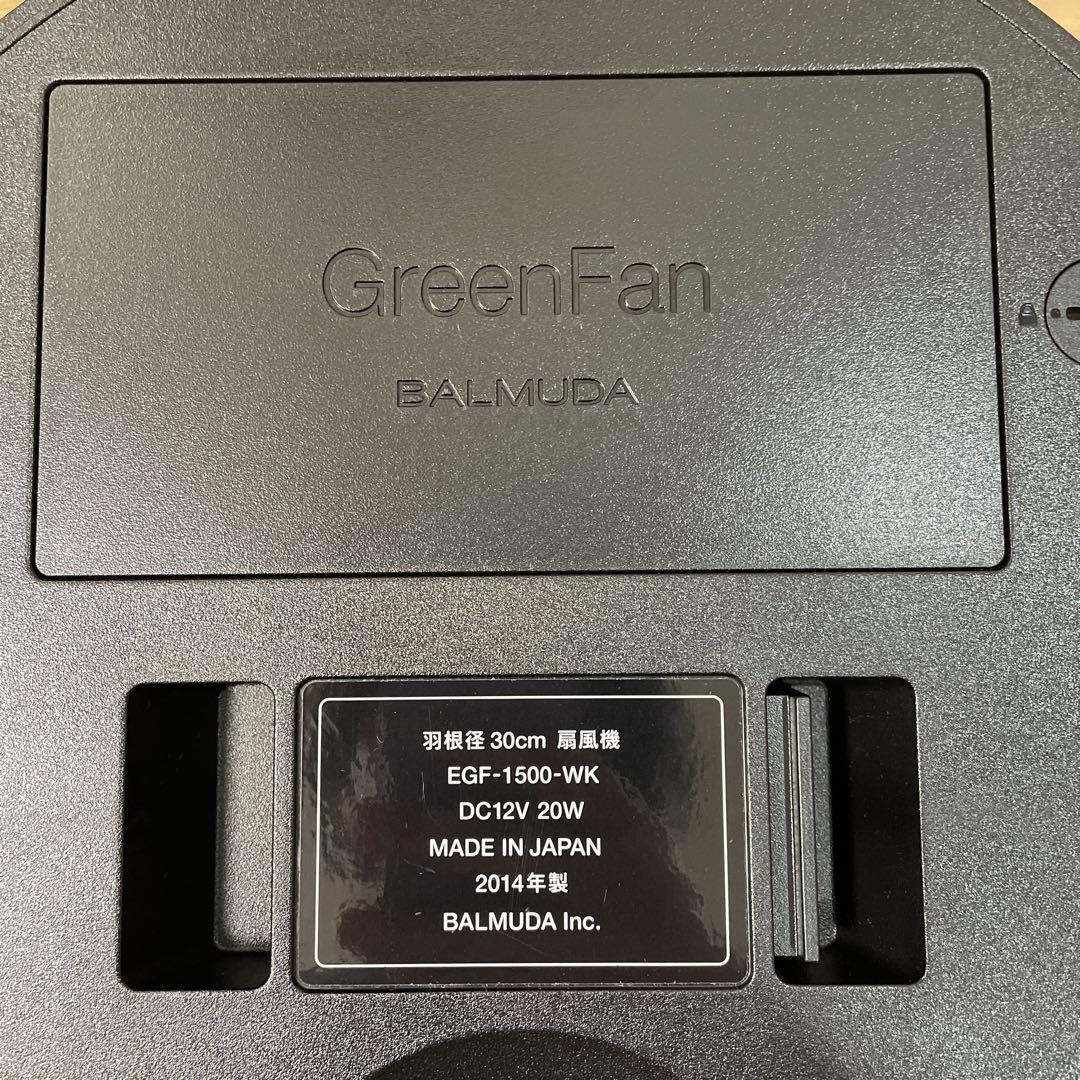 GreenFan
BALMUDA
羽根径 30cm 扇風機
EGF-1500-WK
DC12V 20W
MADE IN JAPAN
2014年製
BALMUDA Inc.